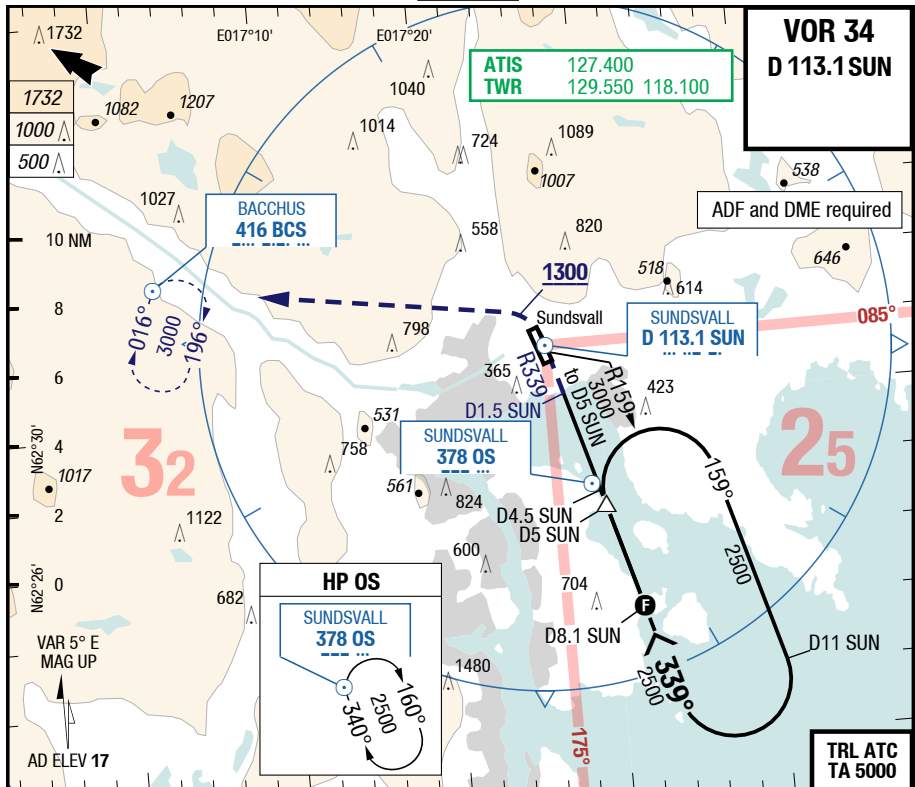 1732
E017°10'
E017°20'
VOR 34
D 113.1 SUN
ATIS 127.400
TWR 129.550 118.100
1040
1732
1082
1207
1000
500
1014
724
1089
1007
538
ADF and DME required
1027
BACCHUS
416 BCS
558
820
646
10 NM
518
614
1300
8
016°
3000
196°
Sundsvall
SUNDSVALL
D 113.1 SUN
085°
798
R339
365
to D5 SUN
3000
R159
423
6
D1.5 SUN
531
SUNDSVALL
378 OS
758
N62°30'
4
32
25
159°
1017
561
824
D4.5 SUN
D5 SUN
2
1122
2500
600
0
N62°26'
HP OS
682
704
SUNDSVALL
378 OS
F
D8.1 SUN
D11 SUN
VAR 5° E
MAG UP
1480
339°
2500
160°
2500
340°
175°
AD ELEV 17
TRL ATC
TA 5000